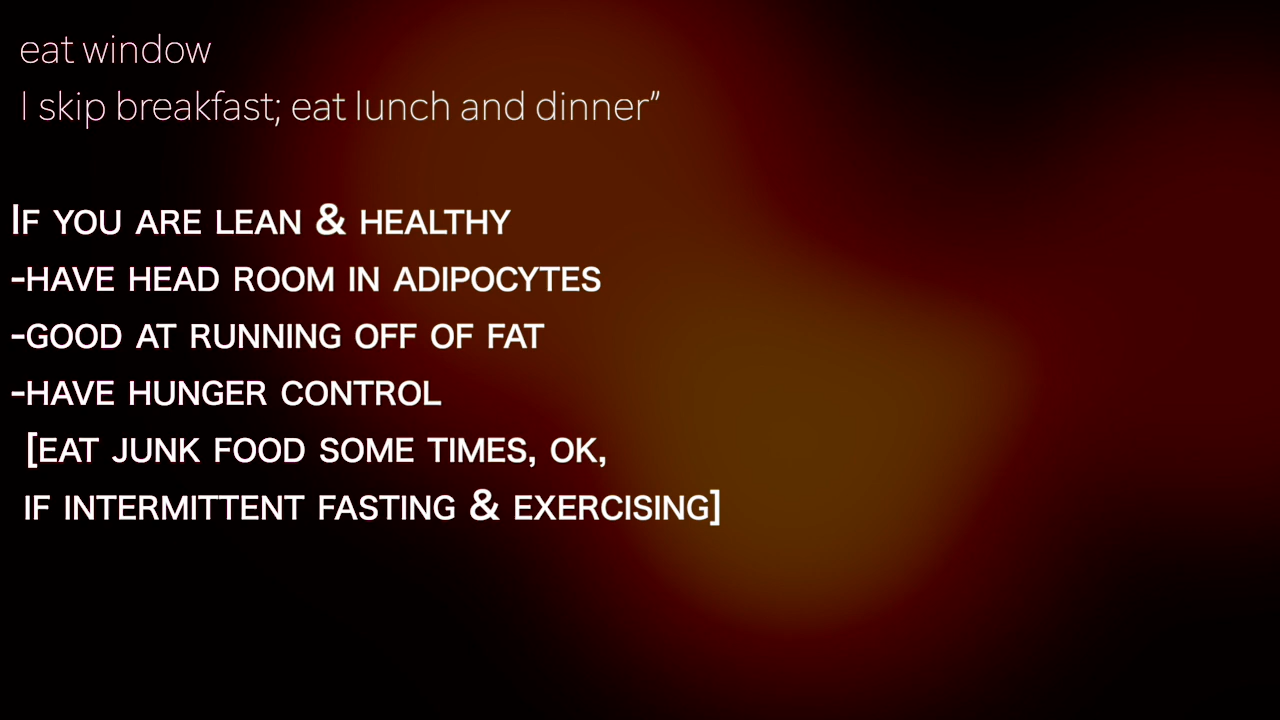 eat window
I skip breakfast; eat lunch and dinner”
If you are lean & healthy
-have head room in adipocytes
-good at running off of fat
-have hunger control
[eat junk food some times, ok,
if intermittent fasting & exercising]